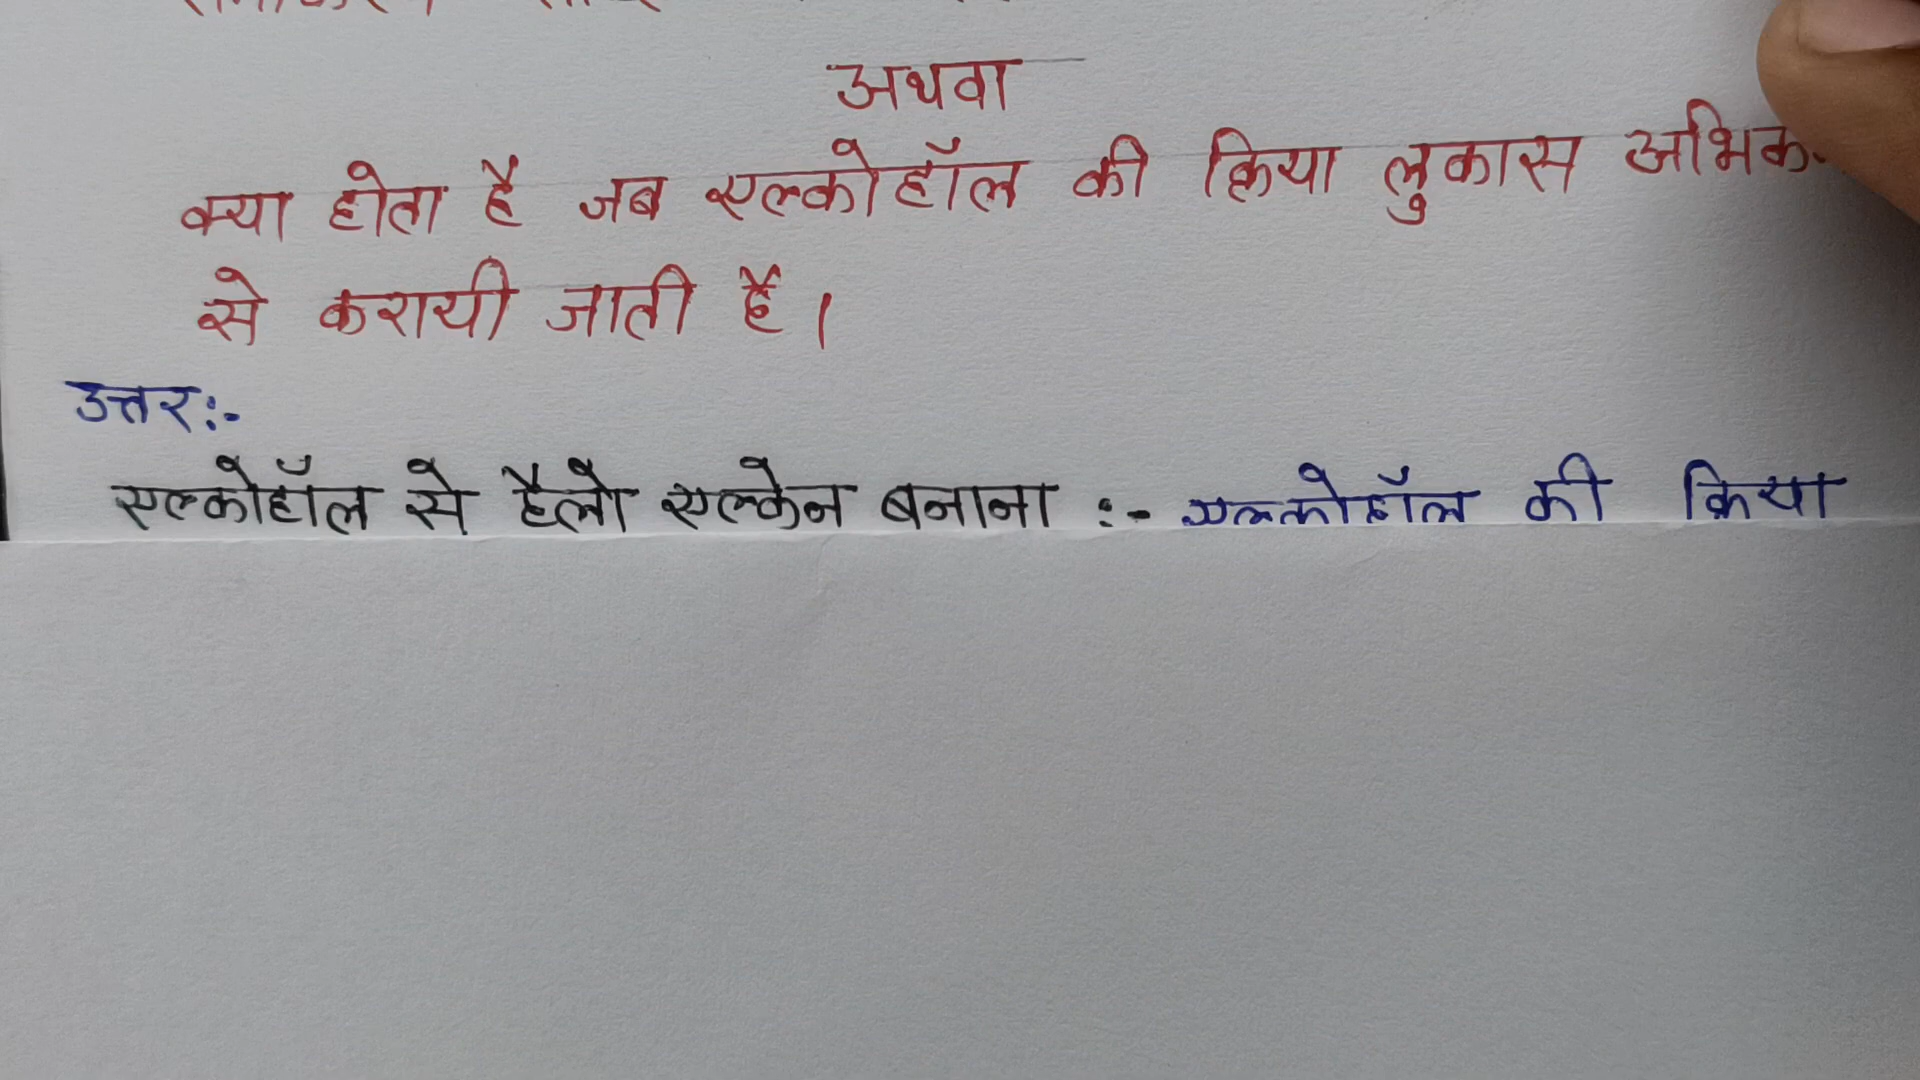 अथवा
क्या होता है जब एल्कोहॉल की क्रिया लुकास
से करायी जाती है।
उत्तर:-
एल्कोहॉल से हैलो एल्केन बनाना :- एल्कोहॉल की क्रिया